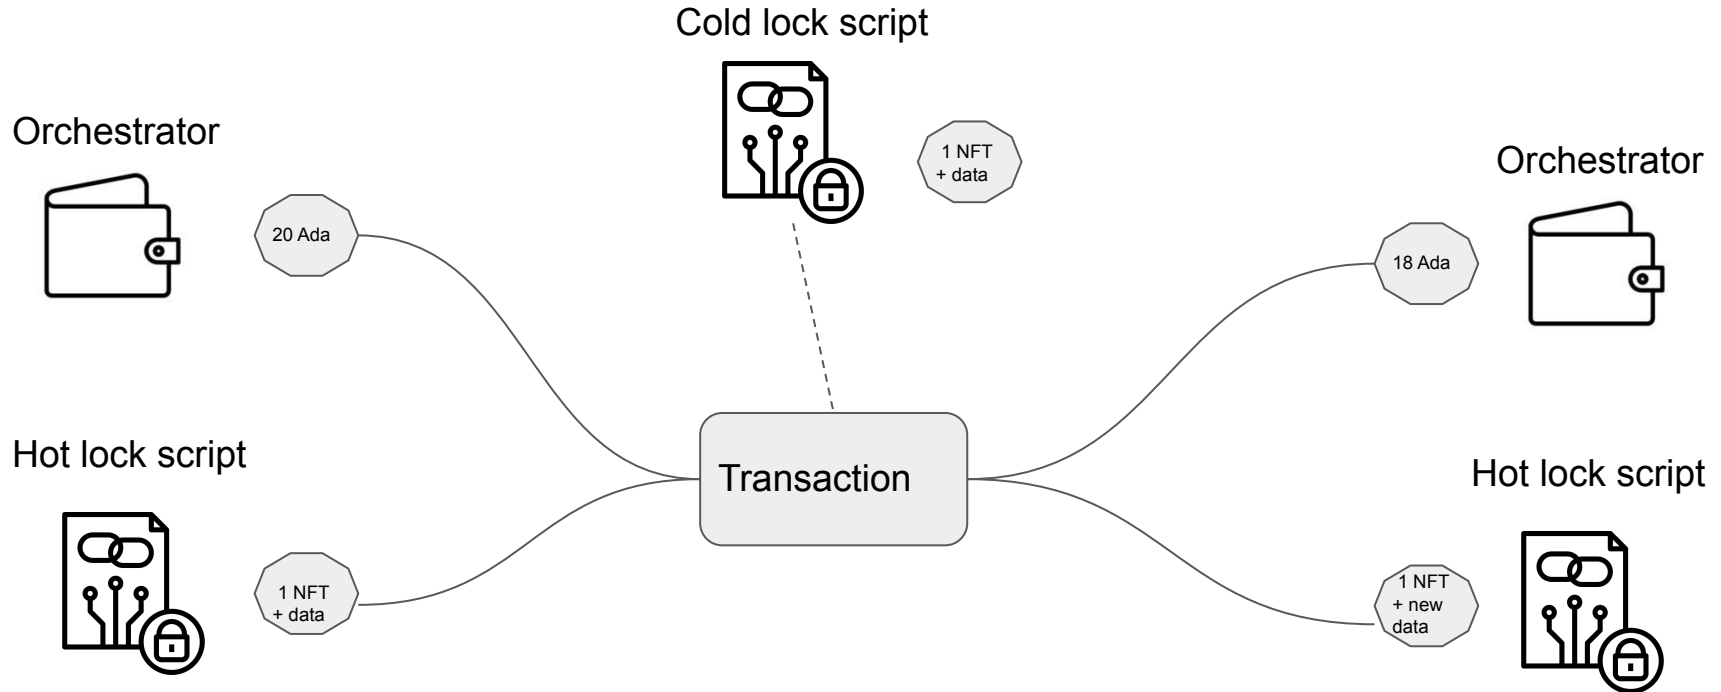 Cold lock script
1 NFT
+ data
Orchestrator
20 Ada
Orchestrator
18 Ada
Hot lock script
1 NFT
+ data
Transaction
Hot lock script
1 NFT
+ new
data